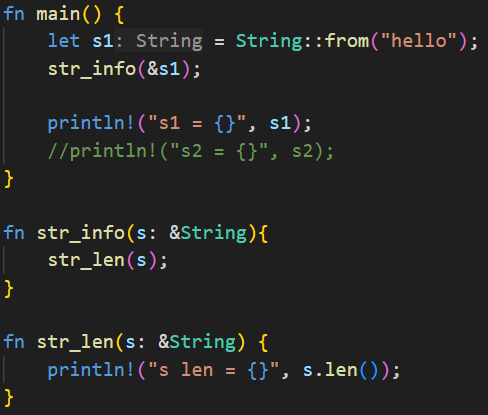 fn main() {
    let s1: String = String::from("hello");
    str_info(&s1);

    println!("s1 = {}", s1);
    //println!("s2 = {}", s2);
}

fn str_info(s: &String){
    str_len(s);
}

fn str_len(s: &String) {
    println!("s len = {}", s.len());
}